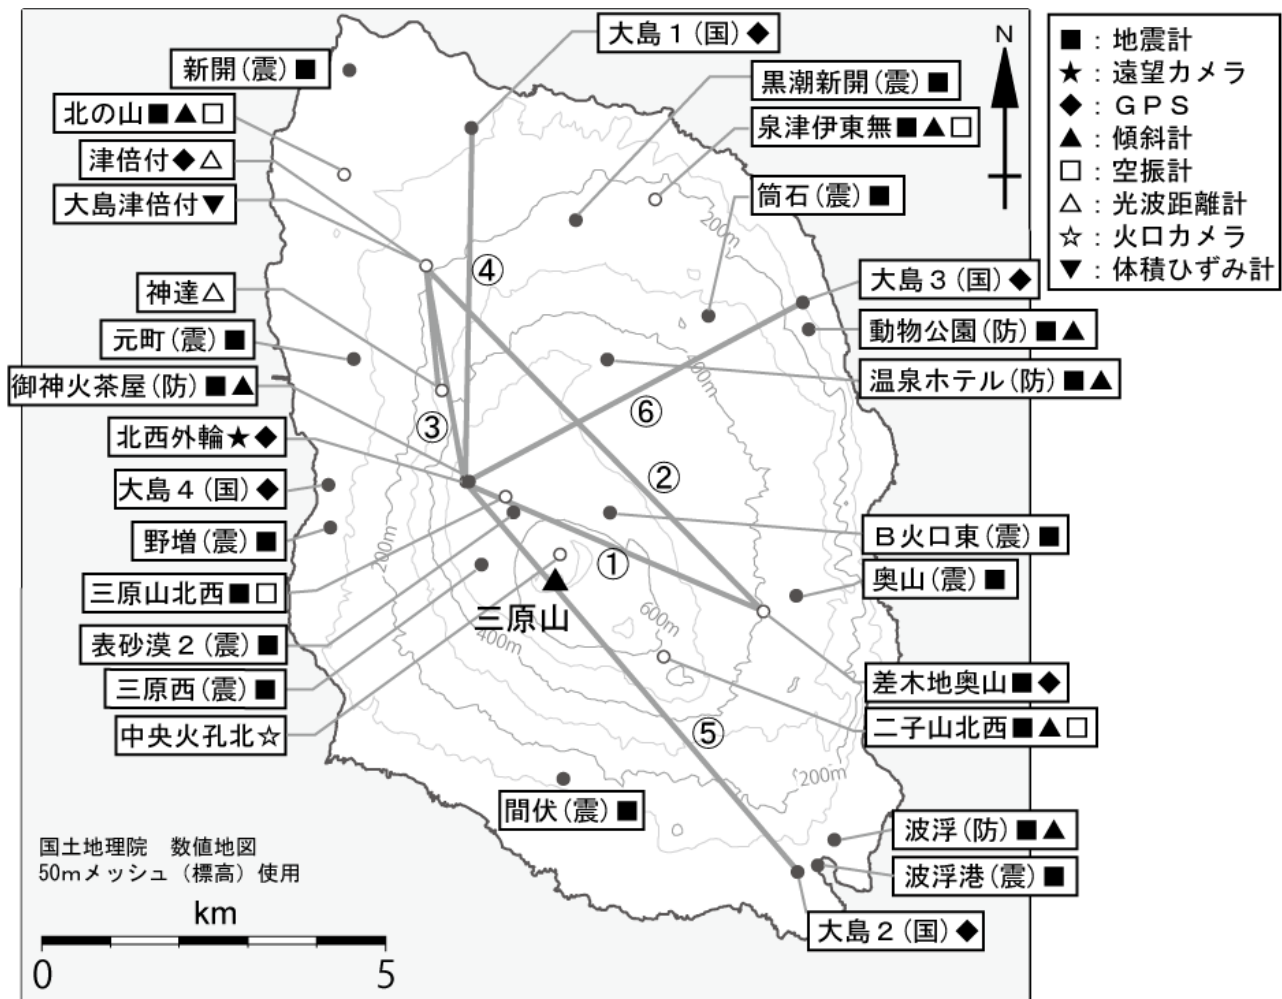 大島1(国)◆
N
■:地震計
★:遠望カメラ
◆:GPS
▲:傾斜計
□:空振計
△:光波距離計
☆:火口カメラ
▼:体積ひずみ計
新開(震)■
黒潮新開(震)■
北の山■▲□
泉津伊東無■▲□
津倍付◆△
大島津倍付▼
筒石(震)■
200m
④
大島3(国)◆
神達△
元町(震)■
動物公園(防)■▲
御神火茶屋(防)■▲
400m
温泉ホテル(防)■▲
⑥
③
北西外輪★◆
②
大島4(国)◆
野増(震)■
200m
B火口東(震)■
①
三原山北西■□
奥山(震)■
三原山
600m
表砂漠2(震)■
400m
三原西(震)■
差木地奥山■◆
中央火孔北☆
二子山北西■▲□
⑤
200m
間伏(震)■
波浮(防)■▲
国土地理院 数値地図
50mメッシュ(標高)使用
波浮港(震)■
km
大島2(国)◆
0 5